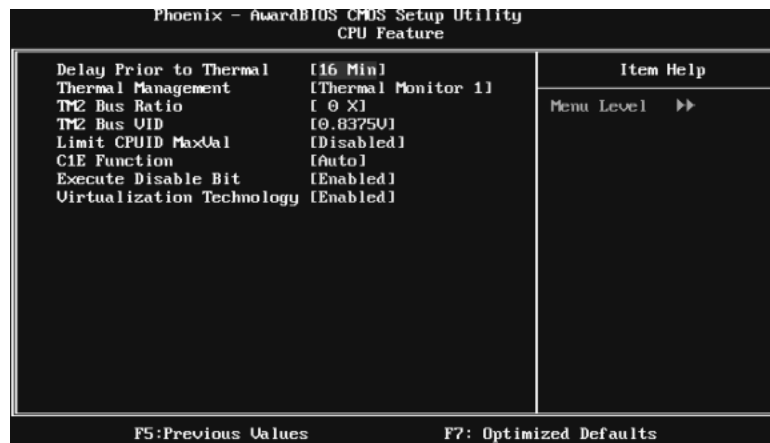 Phoenix - AwardBIOS CMOS Setup Utility
CPU Feature
Delay Prior to Thermal [16 Min]
Thermal Management [Thermal Monitor 1]
TM2 Bus Ratio [ 0 X]
TM2 Bus VID [0.8375V]
Limit CPUID MaxVal [Disabled]
C1E Function [Auto]
Execute Disable Bit [Enabled]
Virtualization Technology [Enabled]
Item Help
Menu Level ▶▶
F5:Previous Values F7: Optimized Defaults